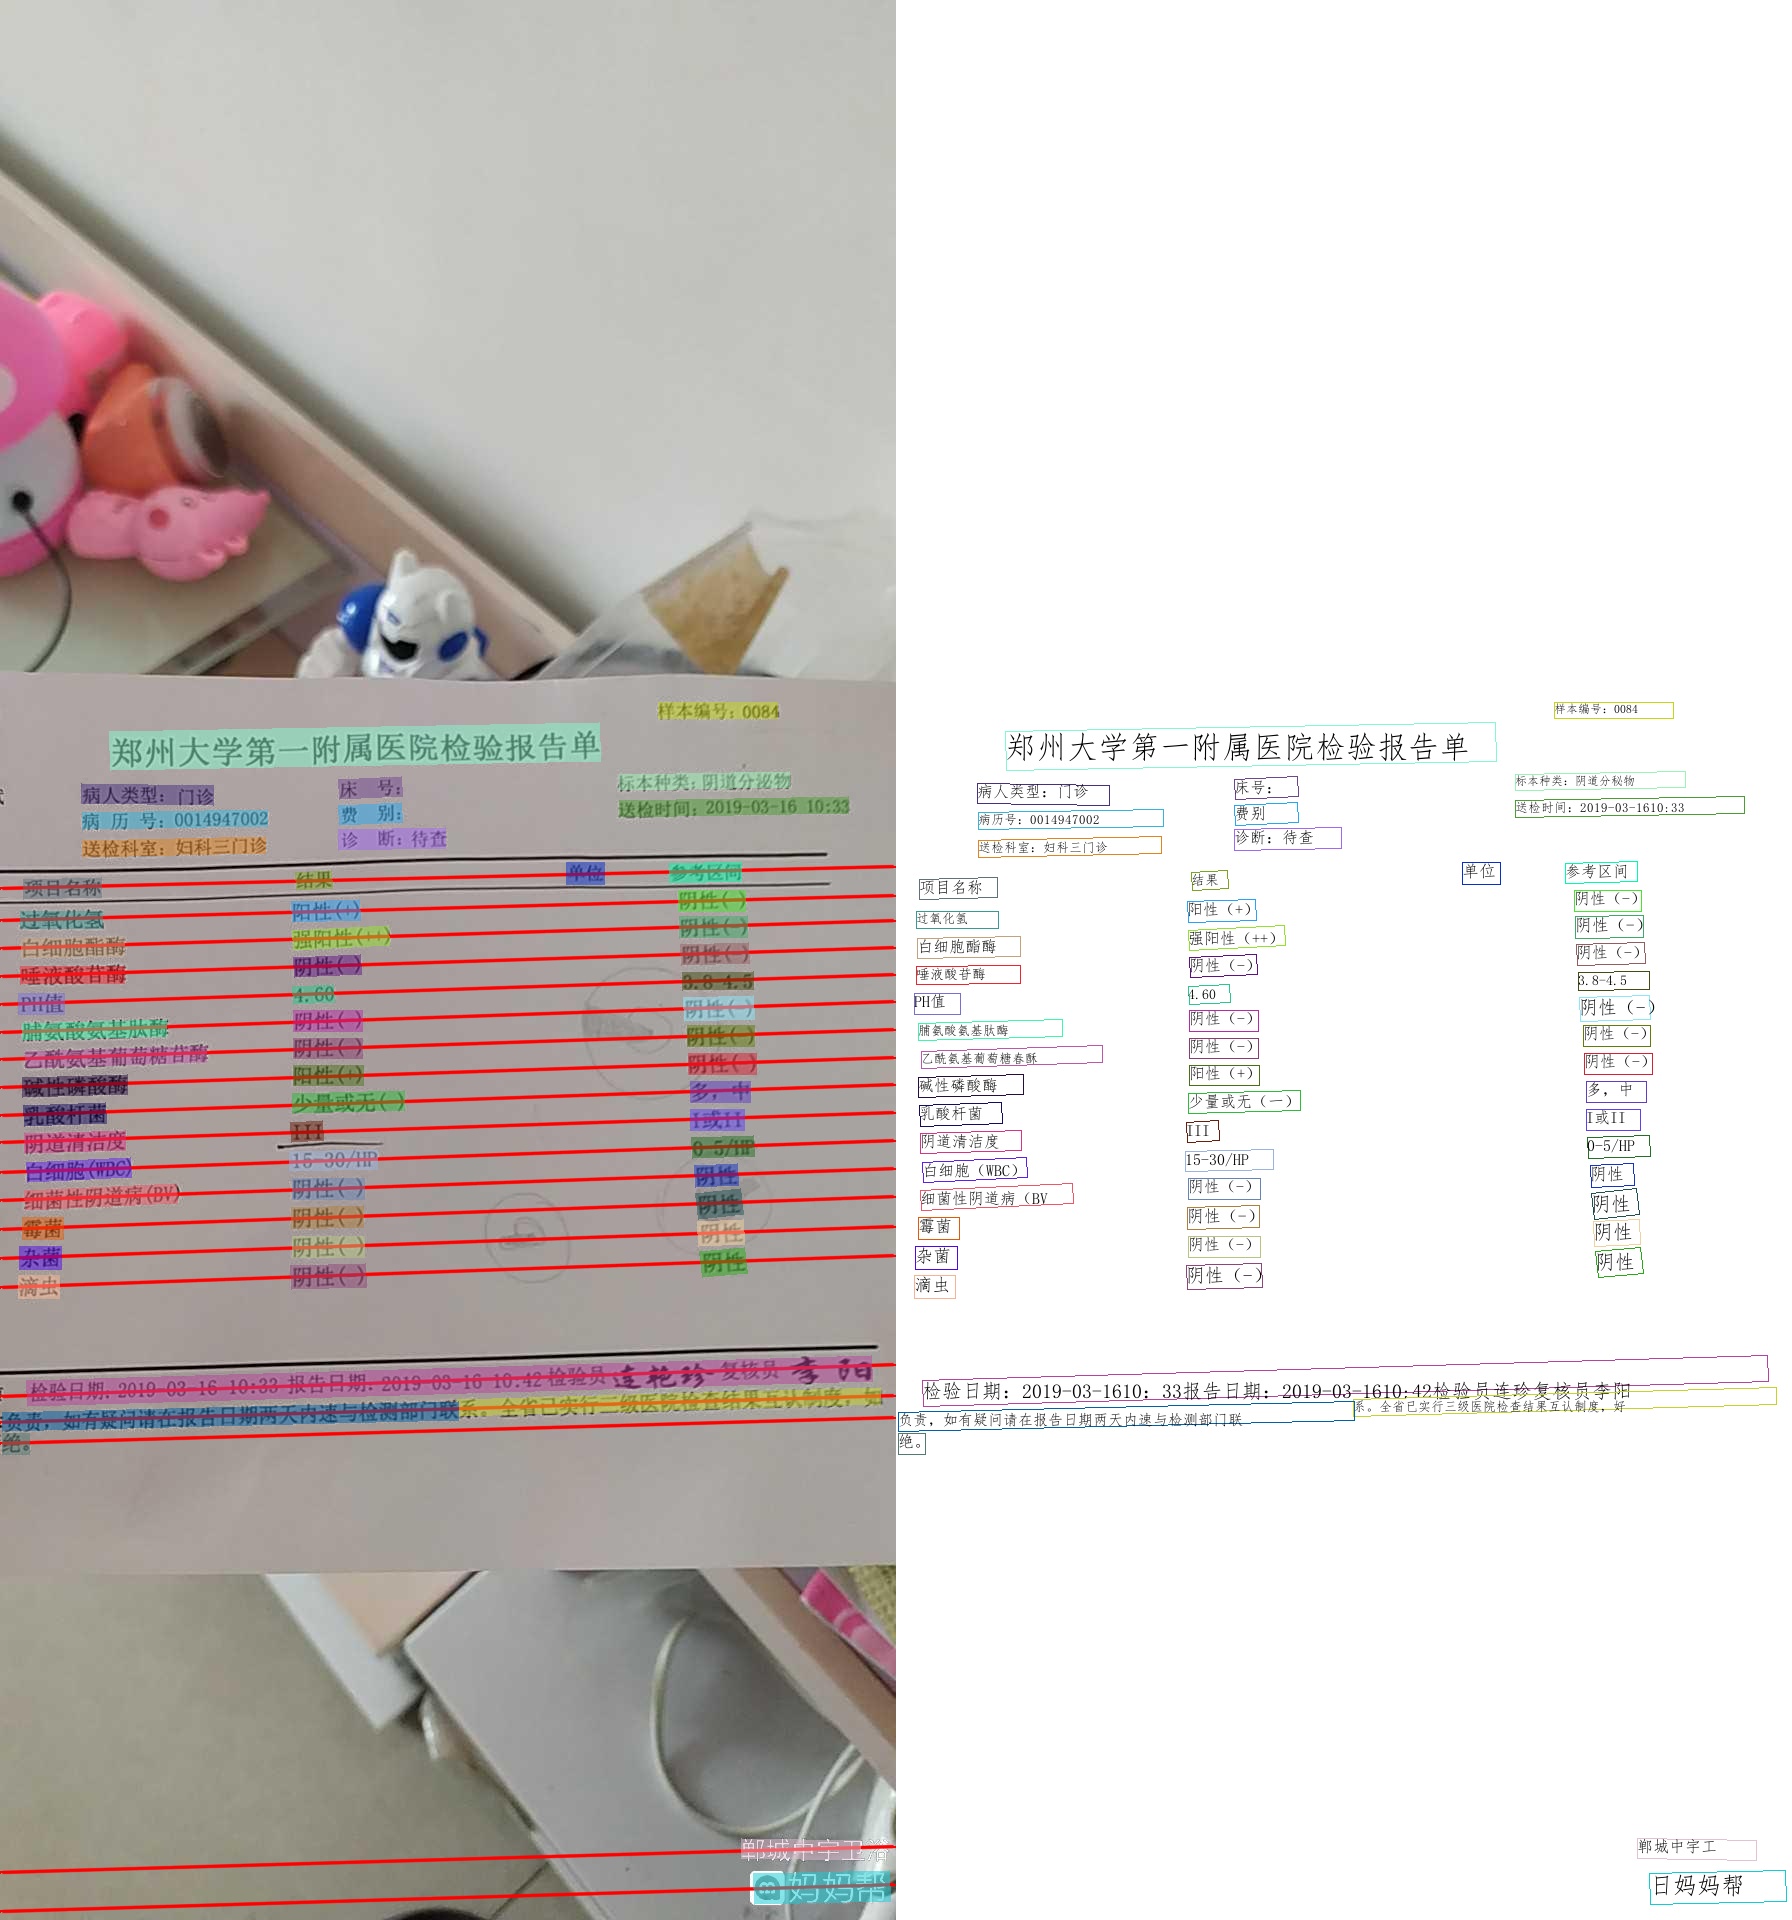 样本编号: 0084
郑州大学第一附属医院检验报告单
病人类型: 门诊 床 号: 标本种类: 阴道分泌物
病 历 号: 0014947002 费 别: 送检时间: 2019-03-16 10:33
送检科室: 妇科三门诊 诊 断: 待查
项目名称 结果 单位 参考区间
过氧化氢 阳性(+) 阴性(-)
白细胞酯酶 强阳性(++) 阴性(-)
唾液酸苷酶 阴性(-) 阴性(-)
PH值 4.60 3.8-4.5
脯氨酸氨基肽酶 阴性(-) 阴性(-)
乙酰氨基葡萄糖苷酶 阴性(-) 阴性(-)
碱性磷酸酶 阳性(+) 阴性(-)
乳酸杆菌 少量或无(-) 多, 中
阴道清洁度 III I或II
白细胞(WBC) 15-30/HP 0-5/HP
细菌性阴道病(BV) 阴性(-) 阴性
霉菌 阴性(-) 阴性
杂菌 阴性(-) 阴性
滴虫 阴性(-) 阴性
检验日期: 2019-03-16 10:33 报告日期: 2019-03-16 10:42 检验员 连艳珍 复核员 李阳
负责, 如有疑问请在报告日期两天内速与检测部门联系。全省已实行三级医院检查结果互认制度, 如
绝。
郸城中宇卫浴
妈妈帮
样本编号: 0084
郑州大学第一附属医院检验报告单
病人类型: 门诊 床号: 标本种类: 阴道分秘物
病历号: 0014947002 费别 送检时间: 2019-03-1610:33
送检科室: 妇科三门诊 诊断: 待查
项目名称 结果 单位 参考区间
过氧化氢 阳性 (+) 阴性 (-)
白细胞酯酶 强阳性 (++) 阴性 (-)
唾液酸苷酶 阴性 (-) 阴性 (-)
PH值 4.60 3.8-4.5
脯氨酸氨基肽酶 阴性 (-) 阴性 (-)
乙酰氨基葡萄糖春酥 阴性 (-) 阴性 (-)
碱性磷酸酶 阳性 (+) 阴性 (-)
乳酸杆菌 少量或无 (一) 多, 中
阴道清洁度 III I或II
白细胞 (WBC) 15-30/HP 0-5/HP
细菌性阴道病 (BV 阴性 (-) 阴性
霉菌 阴性 (-) 阴性
杂菌 阴性 (-) 阴性
滴虫 阴性 (-) 阴性
检验日期: 2019-03-1610: 33报告日期: 2019-03-1610:42检验员连珍复核员李阳
负责, 如有疑问请在报告日期两天内速与检测部门联系。全省已实行三级医院检查结果互认制度, 好
绝。
郸城中字工
日妈妈帮